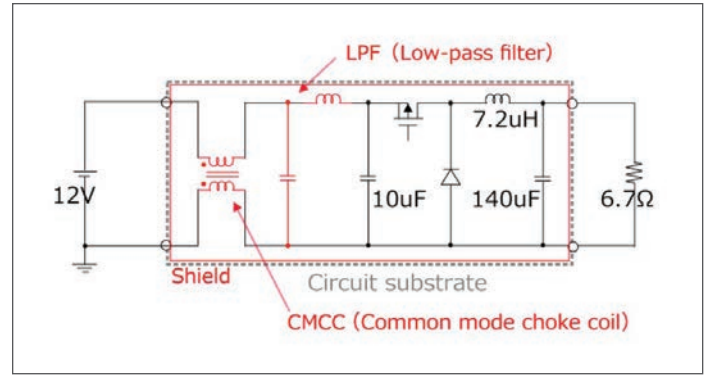 LPF (Low-pass filter)
7.2uH
12V
10uF
140uF
6.7Ω
Shield
Circuit substrate
CMCC (Common mode choke coil)